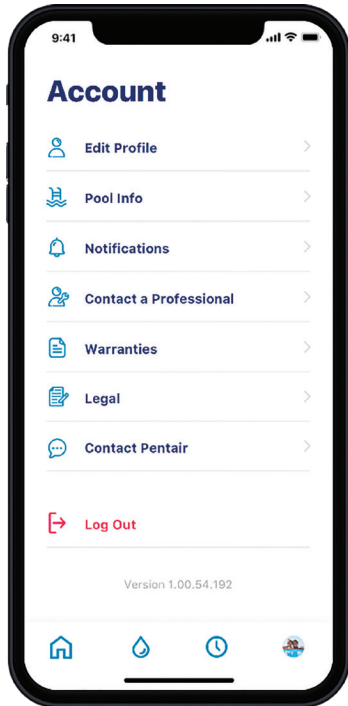 9:41
Account
Edit Profile
Pool Info
Notifications
Contact a Professional
Warranties
Legal
Contact Pentair
Log Out
Version 1.00.54.192